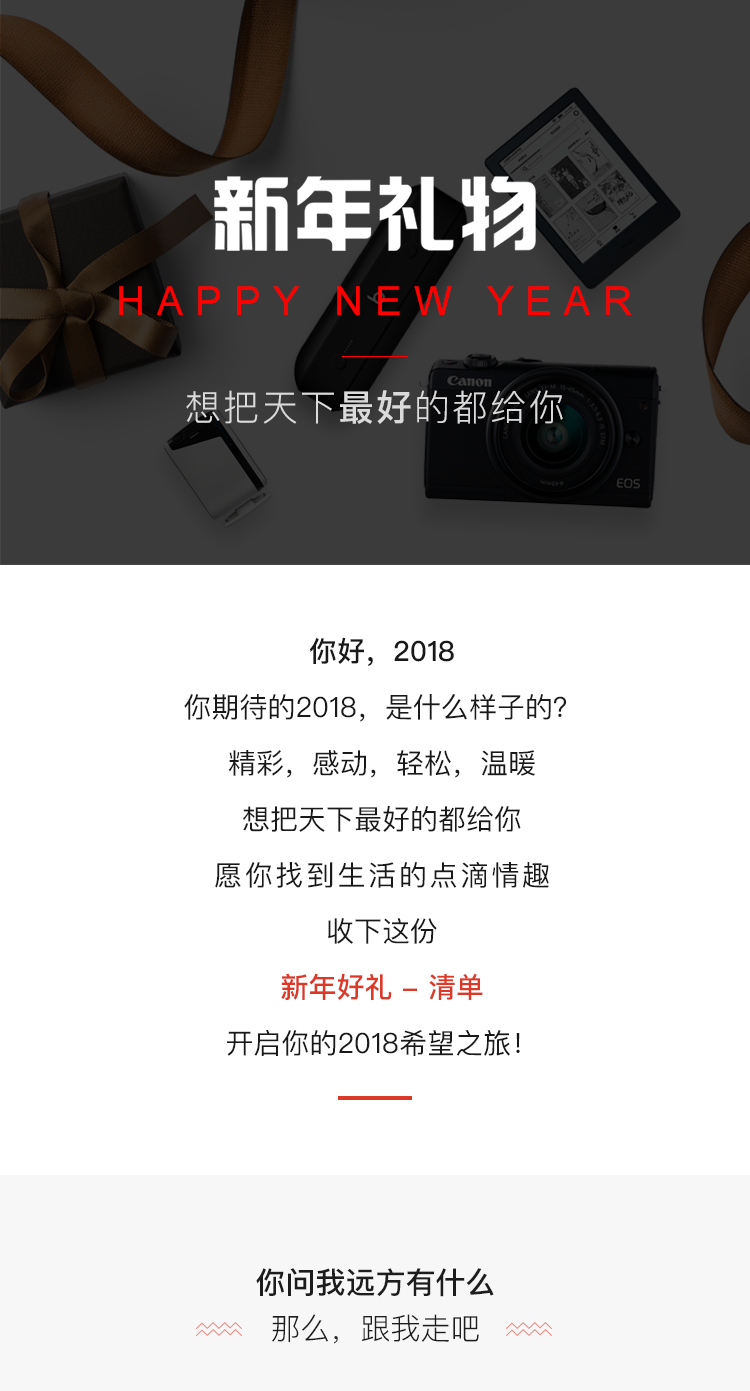 新年礼物
HAPPY NEW YEAR
想把天下最好的都给你
Canon
EOS
你好，2018
你期待的2018，是什么样子的？
精彩，感动，轻松，温暖
想把天下最好的都给你
愿你找到生活的点滴情趣
收下这份
新年好礼 – 清单
开启你的2018希望之旅！
你问我远方有什么
那么，跟我走吧